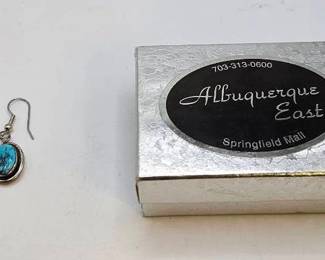 703-313-0600
Albuquerque
East
Springfield Mall